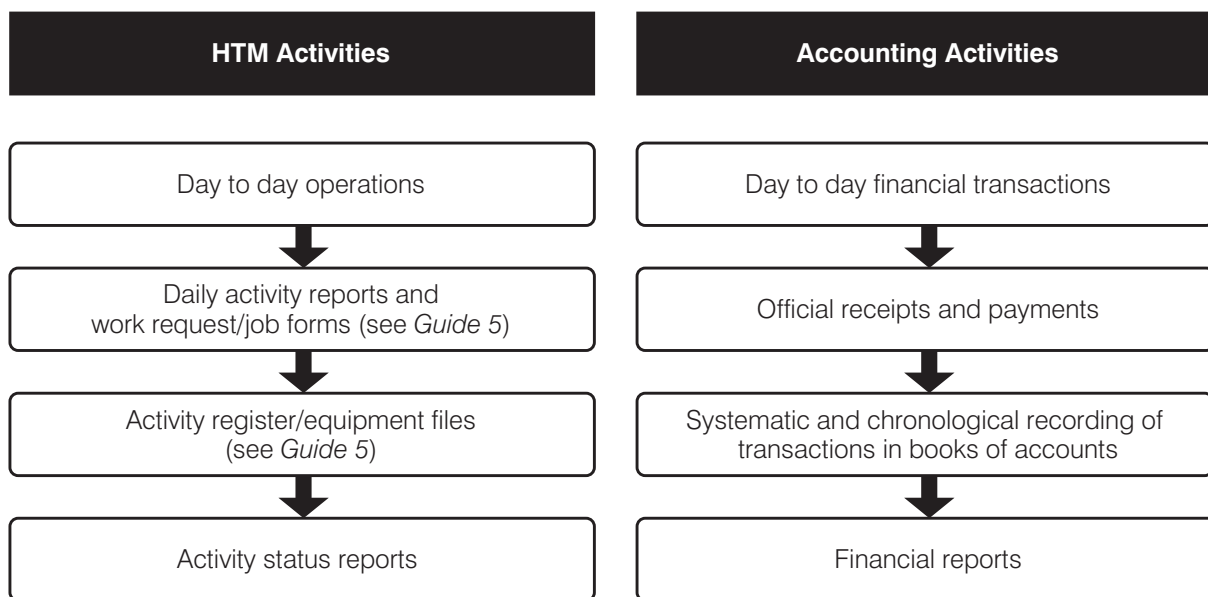 HTM Activities
Day to day operations
Daily activity reports and
work request/job forms (see Guide 5)
Activity register/equipment files
(see Guide 5)
Activity status reports
Accounting Activities
Day to day financial transactions
Official receipts and payments
Systematic and chronological recording of
transactions in books of accounts
Financial reports